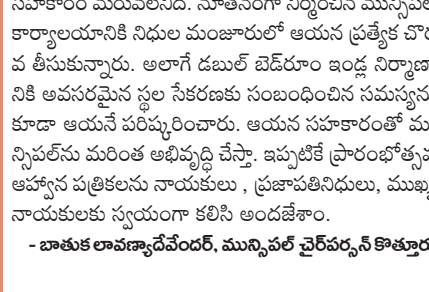 సహకారం మరువలేనిది. నూతనంగా నిర్మించిన మున్సిపల్
కార్యాలయానికి నిధుల మంజూరులో ఆయన ప్రత్యేక చొర
వ తీసుకున్నారు. అలాగే డబుల్ బెడ్‌రూం ఇండ్ల నిర్మాణా
నికి అవసరమైన స్థల సేకరణకు సంబంధించిన సమస్యను
కూడా ఆయనే పరిష్కరించారు. ఆయన సహకారంతో ము
న్సిపల్‌ను మరింత అభివృద్ధి చేస్తా. ఇప్పటికే ప్రారంభోత్సవ
ఆహ్వాన పత్రికలను నాయకులు , ప్రజాపతినిధులు, ముఖ్య
నాయకులకు స్వయంగా కలిసి అందజేశాం.
- బాతుక లావణ్యదేవేందర్, మున్సిపల్ చైర్‌పర్సన్ కొత్తూరు